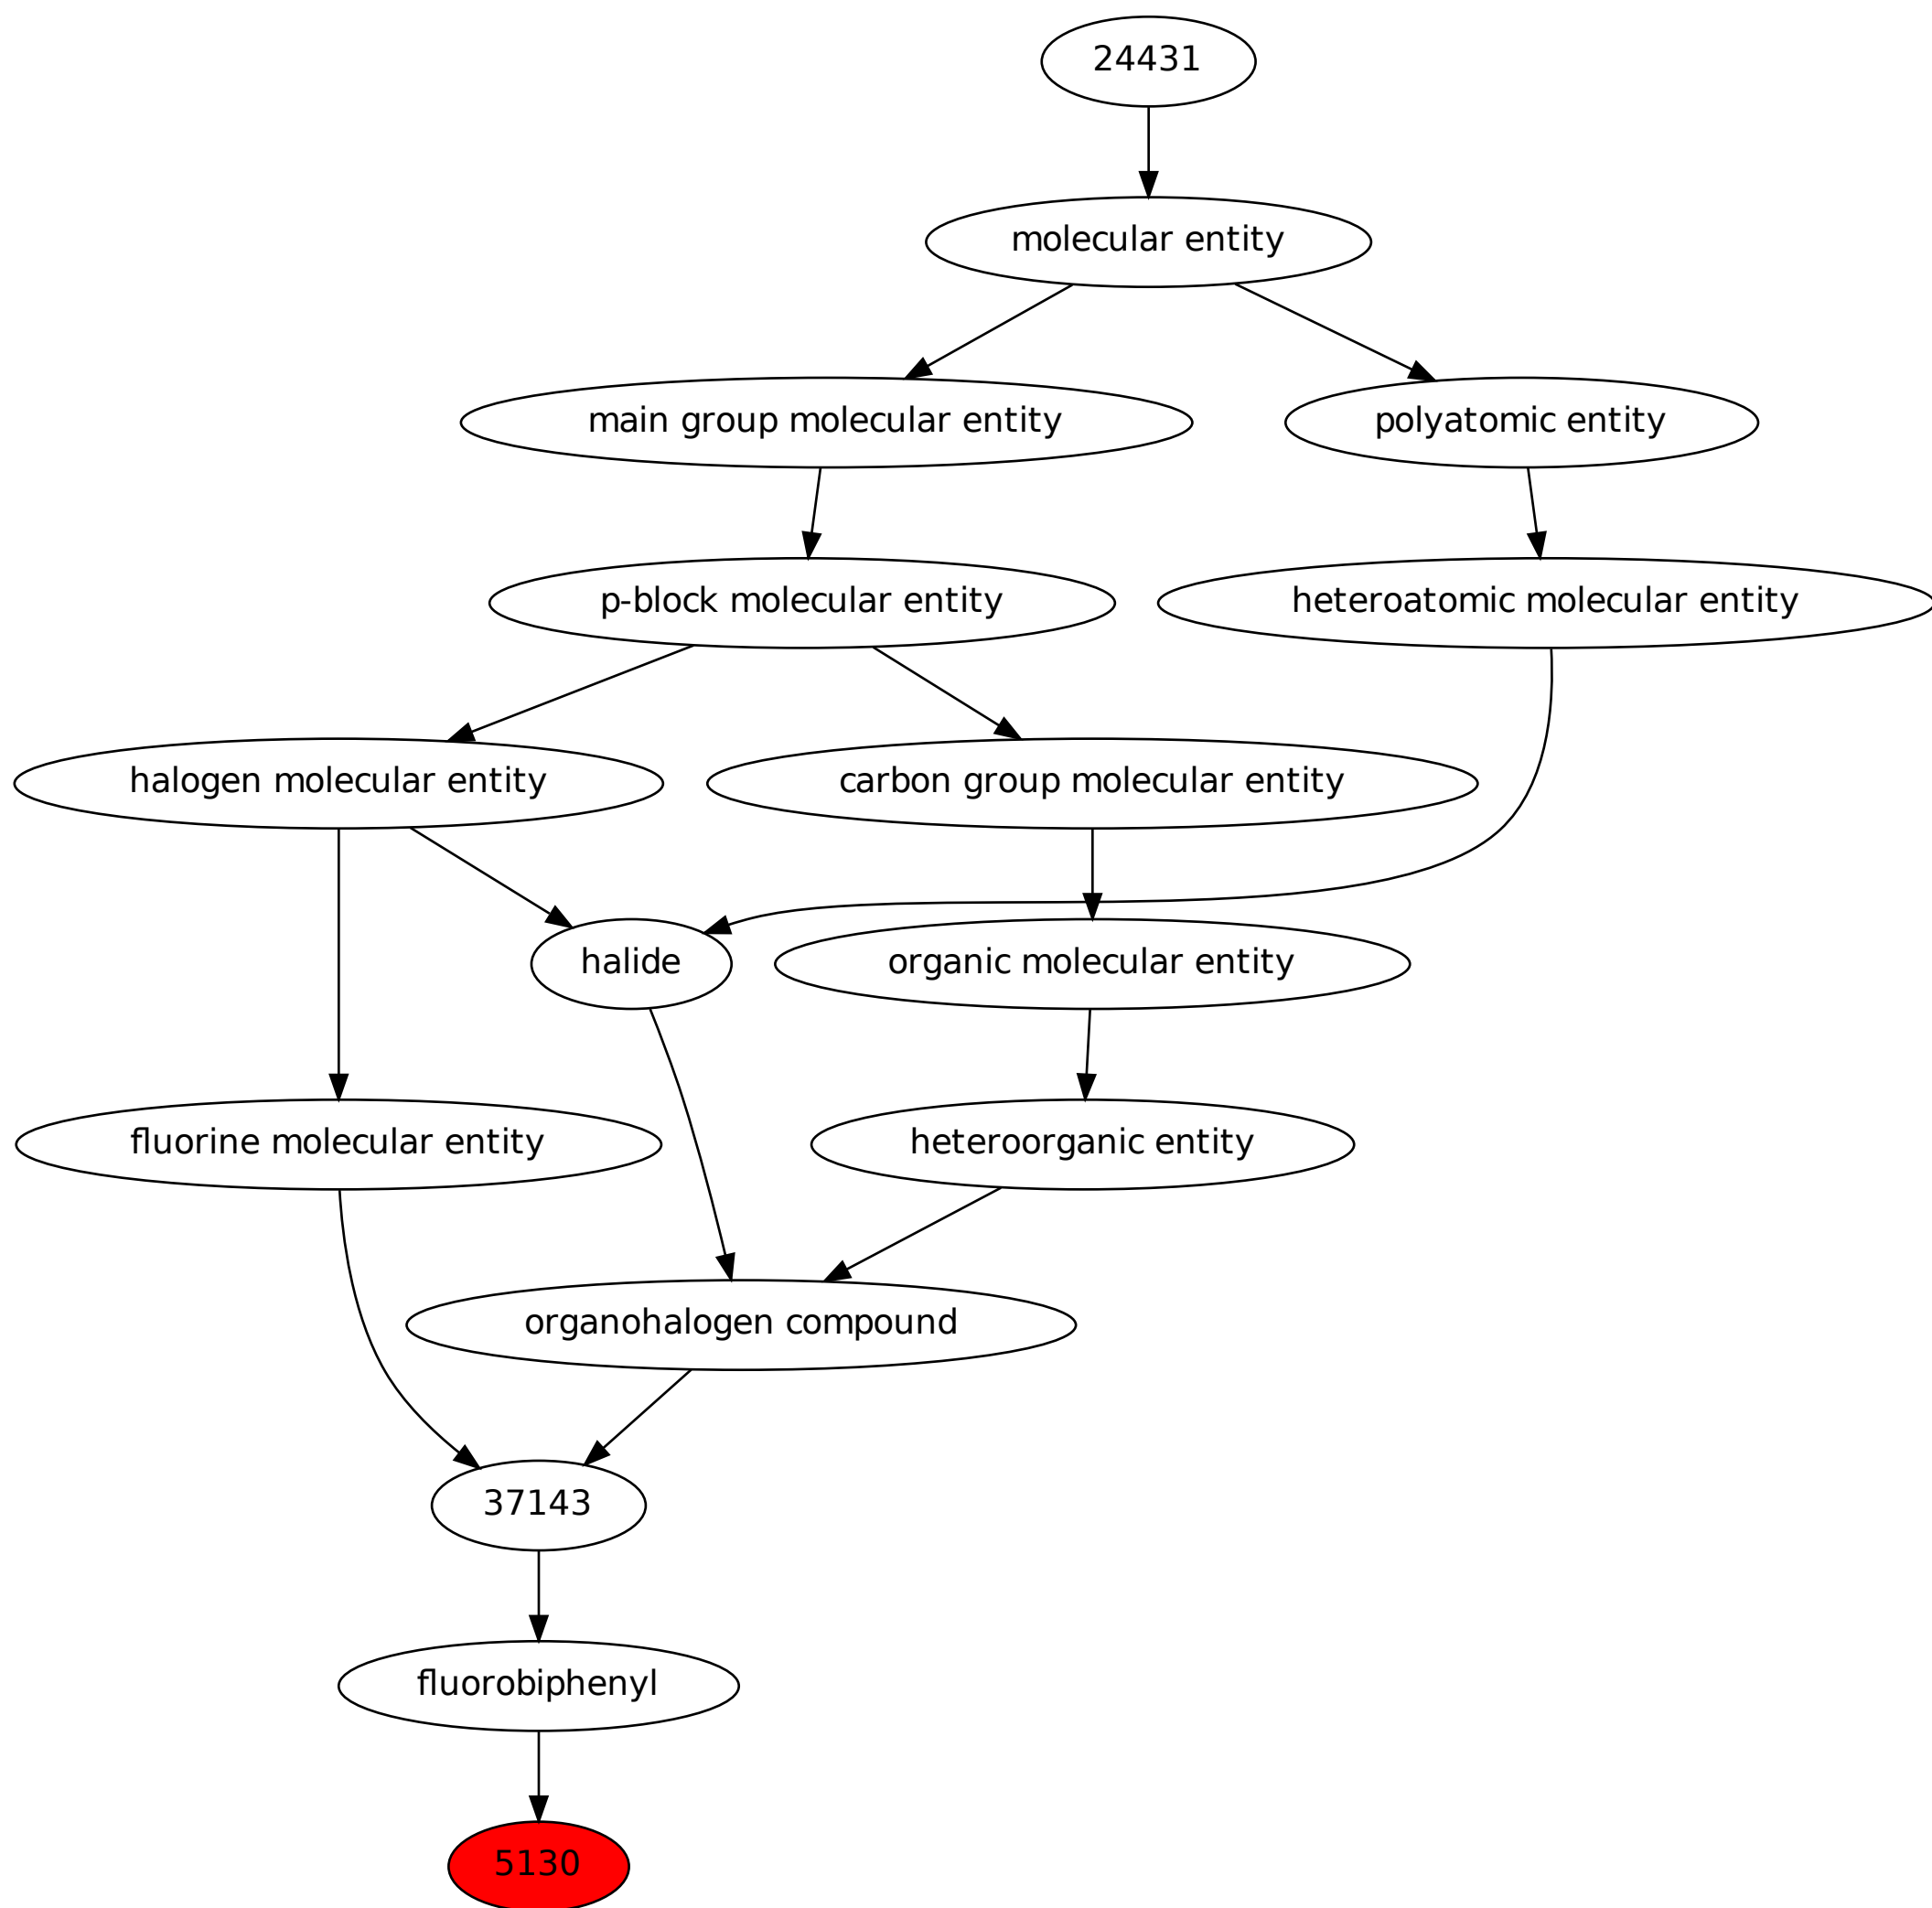 24431
molecular entity
main group molecular entity
polyatomic entity
p-block molecular entity
heteroatomic molecular entity
halogen molecular entity
carbon group molecular entity
halide
organic molecular entity
fluorine molecular entity
heteroorganic entity
organohalogen compound
37143
fluorobiphenyl
5130